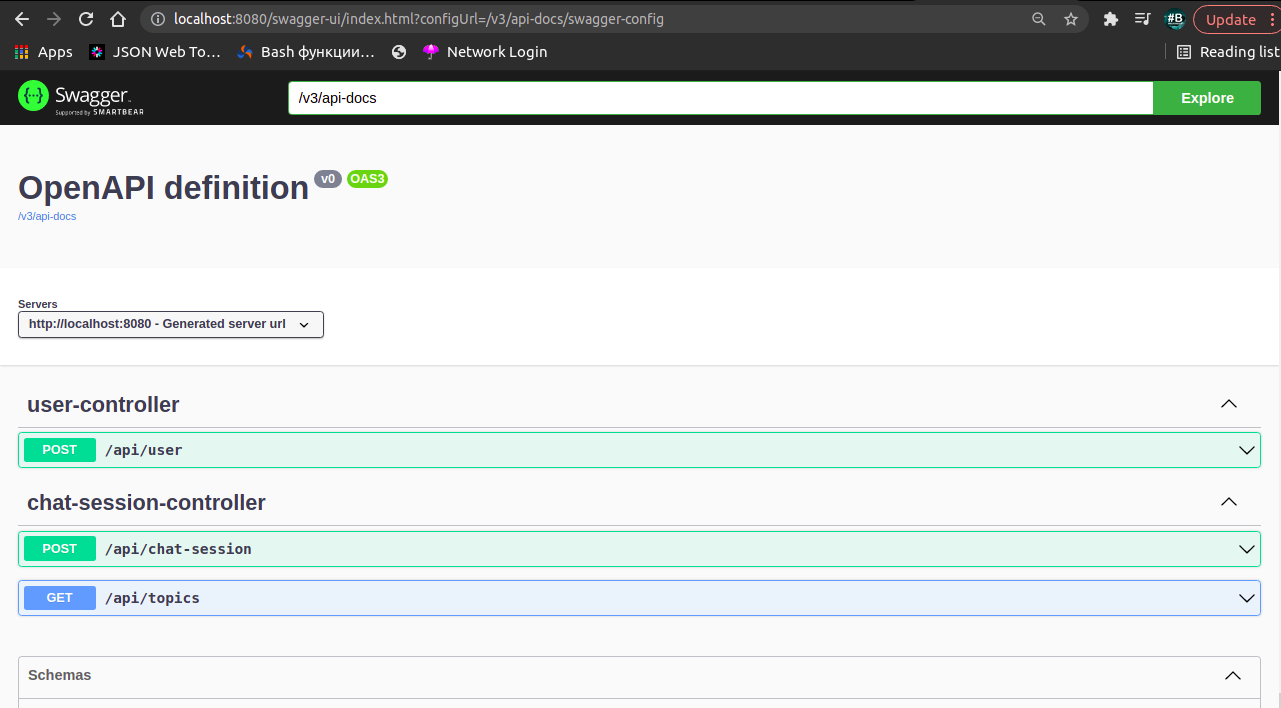 localhost:8080/swagger-ui/index.html?configUrl=/v3/api-docs/swagger-config
#B
Update
Apps
JSON Web To…
Bash функции…
Network Login
Reading list
{···}
Swagger
Supported by SMARTBEAR
/v3/api-docs
Explore
OpenAPI definition v0 OAS3
/v3/api-docs
Servers
http://localhost:8080 - Generated server url
user-controller
POST /api/user
chat-session-controller
POST /api/chat-session
GET /api/topics
Schemas